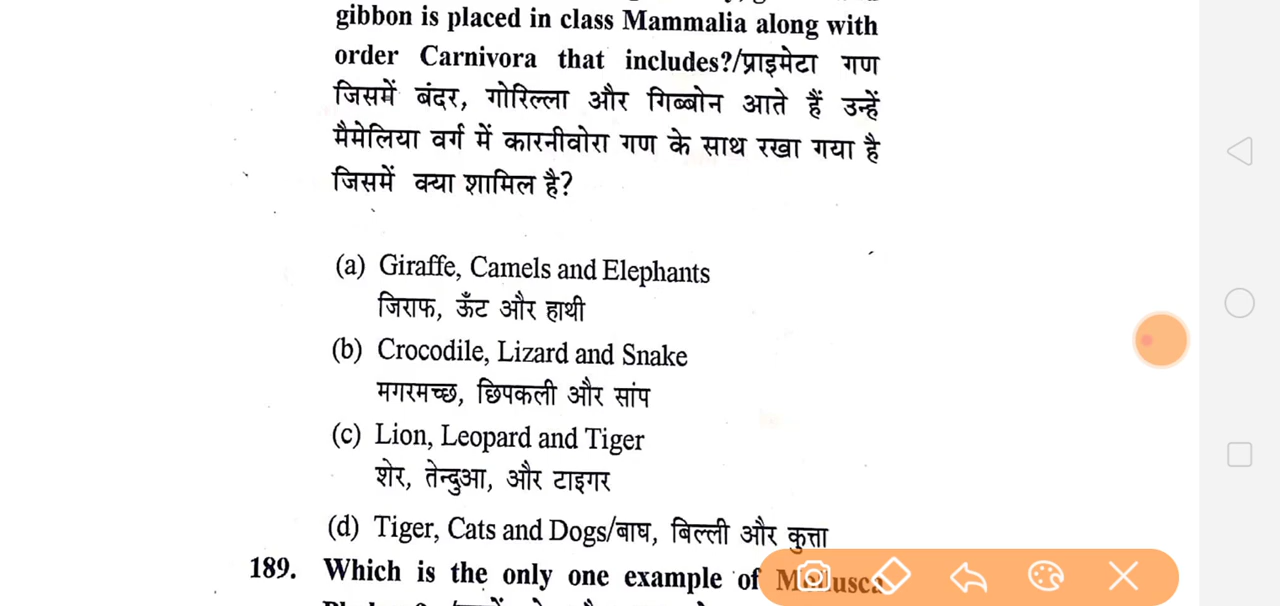 gibbon is placed in class Mammalia along with
order Carnivora that includes?/प्राइमेटा गण
जिसमें बंदर, गोरिल्ला और गिब्बोन आते हैं उन्हें
मैमेलिया वर्ग में कारनीवोरा गण के साथ रखा गया है
जिसमें क्या शामिल है?
(a) Giraffe, Camels and Elephants
जिराफ, ऊँट और हाथी
(b) Crocodile, Lizard and Snake
मगरमच्छ, छिपकली और सांप
(c) Lion, Leopard and Tiger
शेर, तेन्दुआ, और टाइगर
(d) Tiger, Cats and Dogs/बाघ, बिल्ली और कुत्ता
189. Which is the only one example of